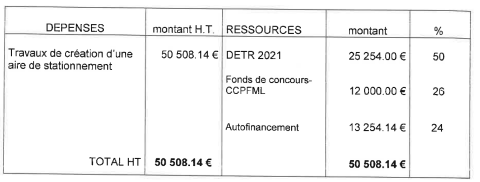 DEPENSES montant H.T. RESSOURCES montant %
Travaux de création d'une aire de stationnement 50 508.14 € DETR 2021 25 254.00 € 50
Fonds de concours-CCPFML 12 000.00 € 26
Autofinancement 13 254.14 € 24
TOTAL HT 50 508.14 € 50 508.14 €